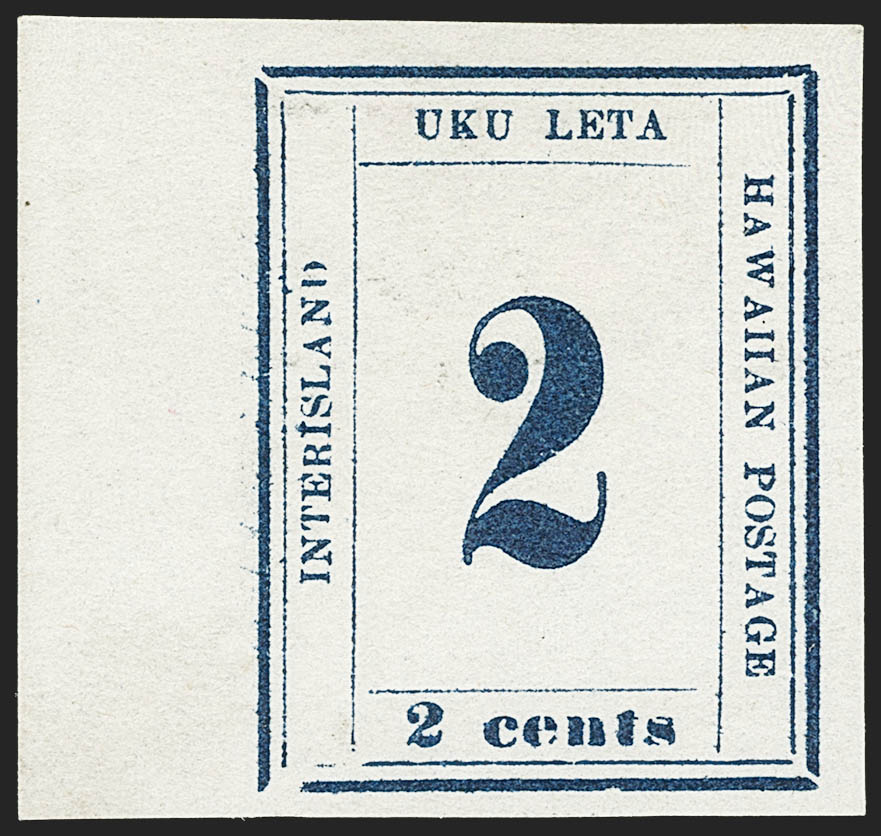 UKU LETA
INTERISLAND
HAWAIIAN POSTAGE
2
2 cents